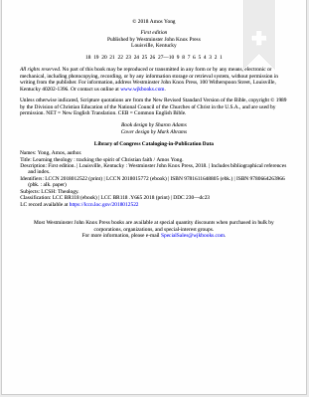 © 2018 Amos Yong
First edition
Published by Westminster John Knox Press
Louisville, Kentucky
18 19 20 21 22 23 24 25 26 27—10 9 8 7 6 5 4 3 2 1
All rights reserved. No part of this book may be reproduced or transmitted in any form or by any means, electronic or
mechanical, including photocopying, recording, or by any information storage or retrieval system, without permission in
writing from the publisher. For information, address Westminster John Knox Press, 100 Witherspoon Street, Louisville,
Kentucky 40202-1396. Or contact us online at www.wjkbooks.com.
Unless otherwise indicated, Scripture quotations are from the New Revised Standard Version of the Bible, copyright © 1989
by the Division of Christian Education of the National Council of the Churches of Christ in the U.S.A., and are used by
permission. NET = New English Translation. CEB = Common English Bible
Book design by Sharon Adams
Cover design by Mark Abrams
Library of Congress Cataloging-in-Publication Data
Names: Yong, Amos, author.
Title: Learning theology : tracking the spirit of Christian faith / Amos Yong.
Description: First edition. | Louisville, Kentucky : Westminster John Knox Press, 2018. | Includes bibliographical references
and index.
Identifiers: LCCN 2018012522 (print) | LCCN 2018015772 (ebook) | ISBN (ebk.) | ISBN
(pbk. : alk. paper)
Subjects: LCSH: Theology.
Classification: LCC BR118 (ebook) | LCC BR118 .Y665 2018 (print) | DDC 230—dc23
LC record available at https://lccn.loc.gov/2018012522
Most Westminster John Knox Press books are available at special quantity discounts when purchased in bulk by
corporations, organizations, and special-interest groups.
For more information, please e-mail SpecialSales@wjkbooks.com.